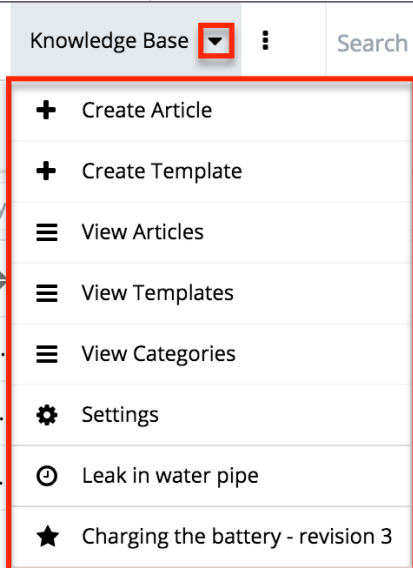 Knowledge Base
Search
Create Article
Create Template
View Articles
View Templates
View Categories
Settings
Leak in water pipe
Charging the battery - revision 3